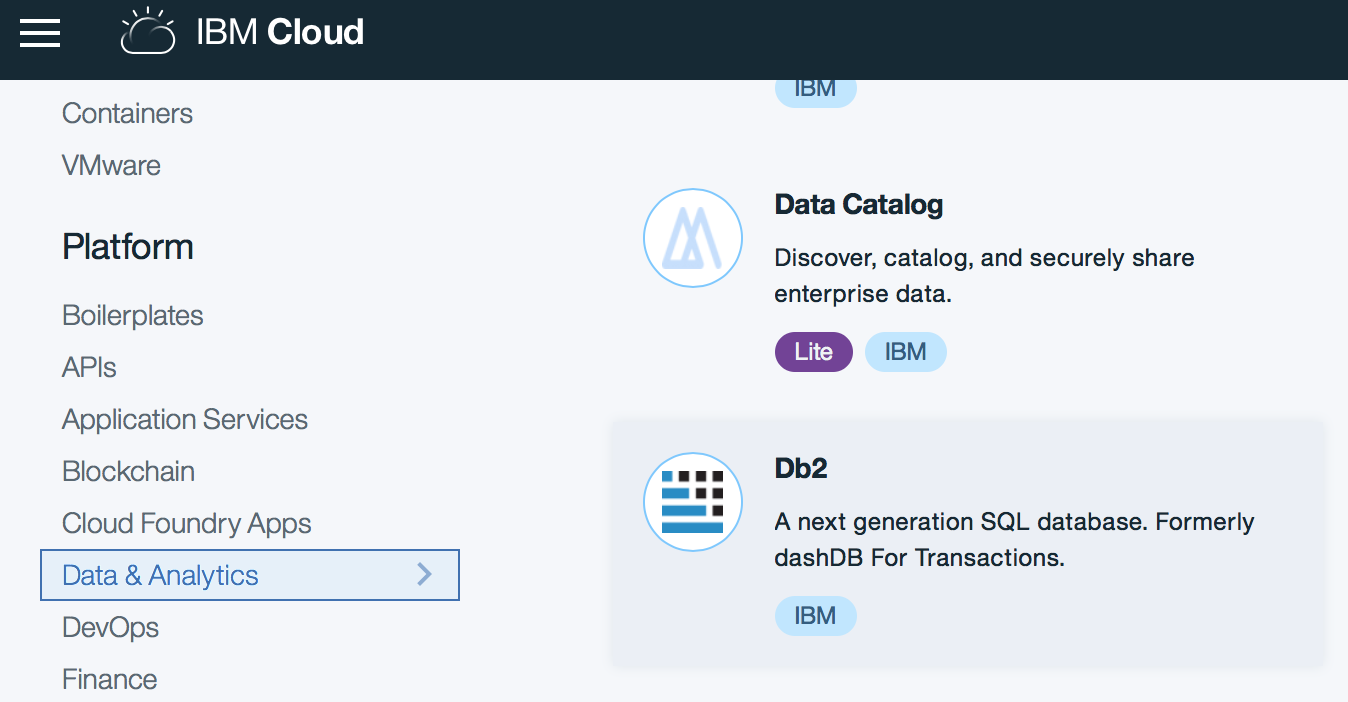 IBM Cloud
Containers
VMware
Platform
Boilerplates
APIs
Application Services
Blockchain
Cloud Foundry Apps
Data & Analytics
DevOps
Finance
IBM
Data Catalog
Discover, catalog, and securely share
enterprise data.
Lite IBM
Db2
A next generation SQL database. Formerly
dashDB For Transactions.
IBM